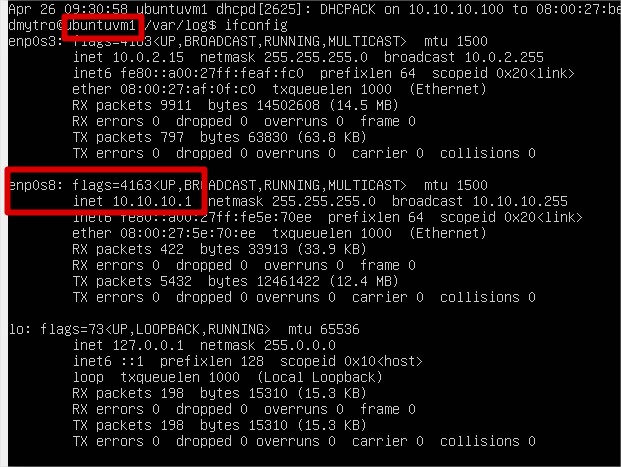 Apr 26 09:30:58 ubuntuvm1 dhcpd[2625]: DHCPACK on 10.10.10.100 to 08:00:27:be
dmytro@ubuntuvm1:/var/log$ ifconfig
enp0s3: flags=4163<UP,BROADCAST,RUNNING,MULTICAST>  mtu 1500
        inet 10.0.2.15  netmask 255.255.255.0  broadcast 10.0.2.255
        inet6 fe80::a00:27ff:feaf:fc0  prefixlen 64  scopeid 0x20<link>
        ether 08:00:27:af:0f:c0  txqueuelen 1000  (Ethernet)
        RX packets 9911  bytes 14502608 (14.5 MB)
        RX errors 0  dropped 0  overruns 0  frame 0
        TX packets 797  bytes 63830 (63.8 KB)
        TX errors 0  dropped 0 overruns 0  carrier 0  collisions 0
enp0s8: flags=4163<UP,BROADCAST,RUNNING,MULTICAST>  mtu 1500
        inet 10.10.10.1  netmask 255.255.255.0  broadcast 10.10.10.255
        inet6 fe80::a00:27ff:fe5e:70ee  prefixlen 64  scopeid 0x20<link>
        ether 08:00:27:5e:70:ee  txqueuelen 1000  (Ethernet)
        RX packets 422  bytes 33913 (33.9 KB)
        RX errors 0  dropped 0  overruns 0  frame 0
        TX packets 5432  bytes 12461422 (12.4 MB)
        TX errors 0  dropped 0 overruns 0  carrier 0  collisions 0
lo: flags=73<UP,LOOPBACK,RUNNING>  mtu 65536
        inet 127.0.0.1  netmask 255.0.0.0
        inet6 ::1  prefixlen 128  scopeid 0x10<host>
        loop  txqueuelen 1000  (Local Loopback)
        RX packets 198  bytes 15310 (15.3 KB)
        RX errors 0  dropped 0  overruns 0  frame 0
        TX packets 198  bytes 15310 (15.3 KB)
        TX errors 0  dropped 0 overruns 0  carrier 0  collisions 0